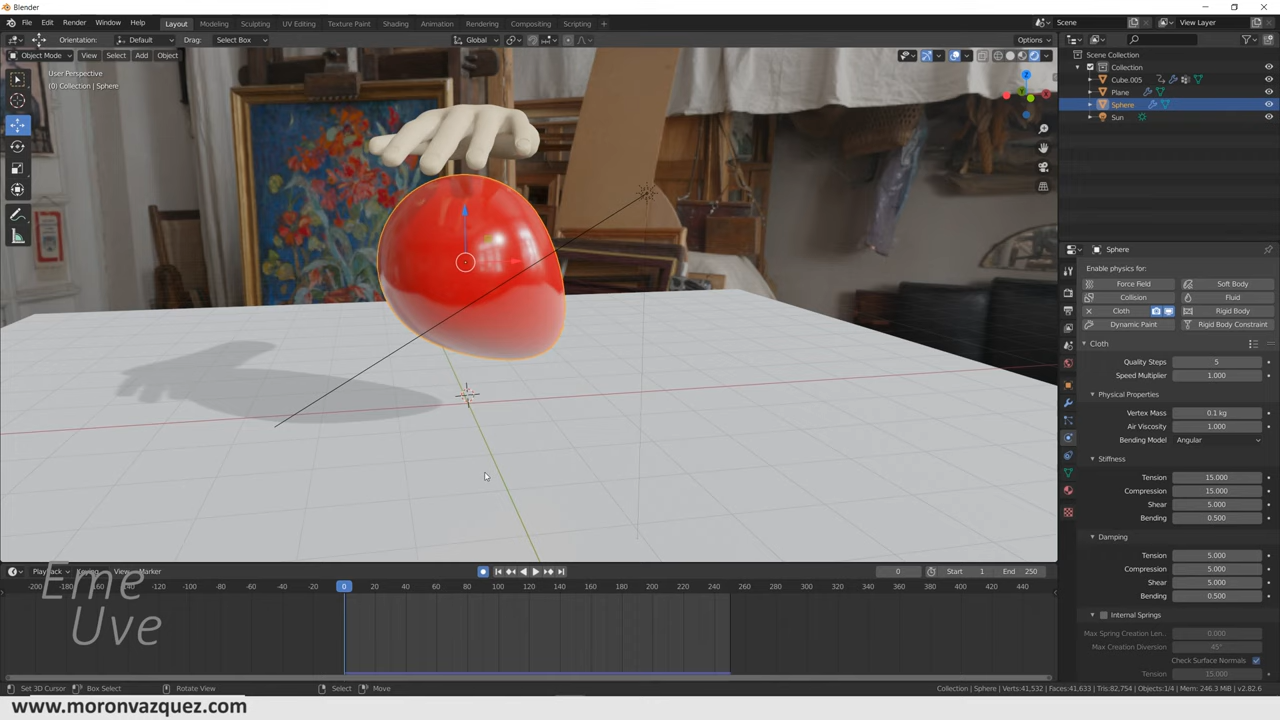 Blender
File Edit Render Window Help Layout Modeling Sculpting UV Editing Texture Paint Shading Animation Rendering Compositing Scripting + Scene View Layer
Orientation: Default Drag: Select Box Global Options
Object Mode View Select Add Object
User Perspective
(0) Collection | Sphere
Scene Collection
Collection
Cube.005
Plane
Sphere
Sun
Sphere
Enable physics for:
Force Field Soft Body
Collision Fluid
Cloth Rigid Body
Dynamic Paint Rigid Body Constraint
Cloth
Quality Steps 5
Speed Multiplier 1.000
Physical Properties
Vertex Mass 0.1 kg
Air Viscosity 1.000
Bending Model Angular
Stiffness
Tension 15.000
Compression 15.000
Shear 5.000
Bending 0.500
Damping
Tension 5.000
Compression 5.000
Shear 5.000
Bending 0.500
Internal Springs
Max Spring Creation Len.. 0.000
Max Creation Diversion 45°
Check Surface Normals
Tension 15.000
Playback Keying View Marker 0 Start 1 End 250
-200 -180 -160 -140 -120 -100 -80 -60 -40 -20 0 20 40 60 80 100 120 140 160 180 200 220 240 260 280 300 320 340 360 380 400 420 440
Eme
Uve
Set 3D Cursor Box Select Rotate View Select Move Collection | Sphere | Verts:41,532 | Faces:41,633 | Tris:82,754 | Objects:1/4 | Mem: 246.3 MiB | v2.82.6
www.moronvazquez.com